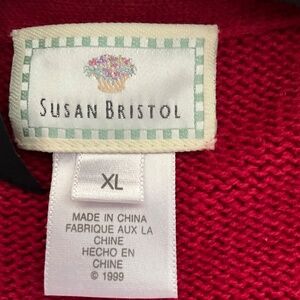 SUSAN BRISTOL
XL
MADE IN CHINA
FABRIQUE AUX LA
CHINE
HECHO EN
CHINE
© 1999